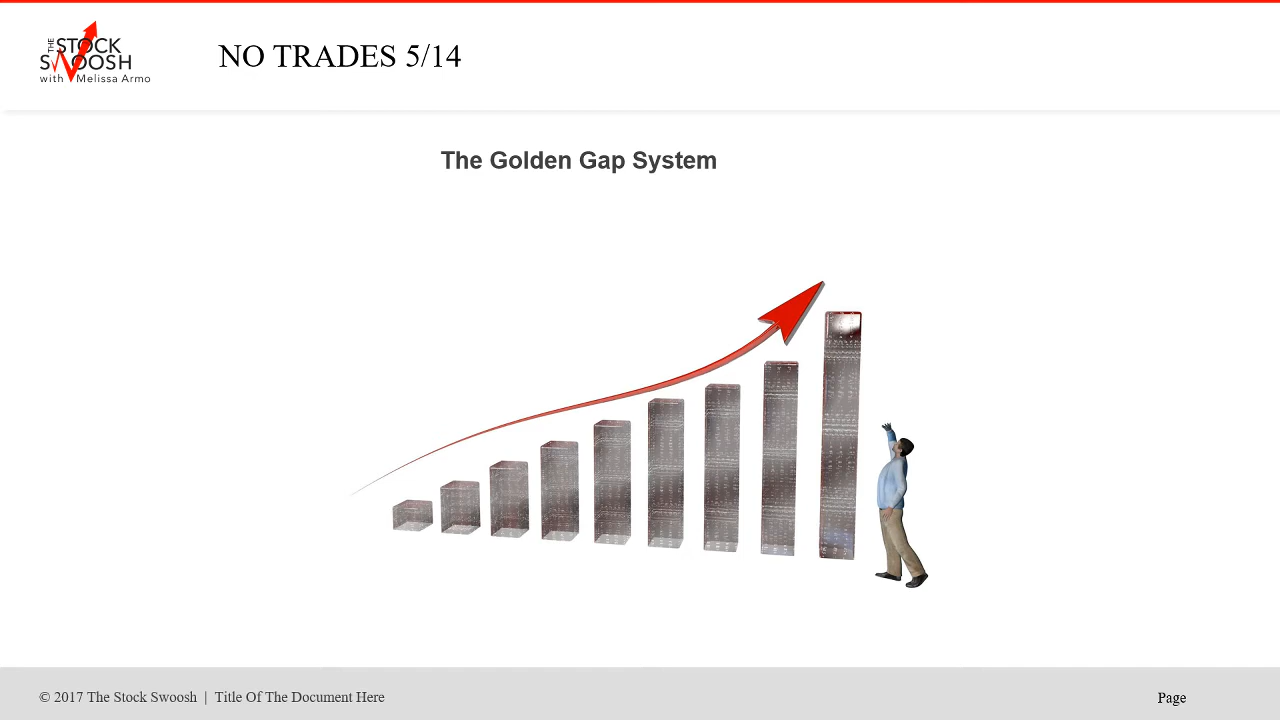 THE STOCK
SWOOSH
with Melissa Armo
NO TRADES 5/14
The Golden Gap System
© 2017 The Stock Swoosh | Title Of The Document Here
Page